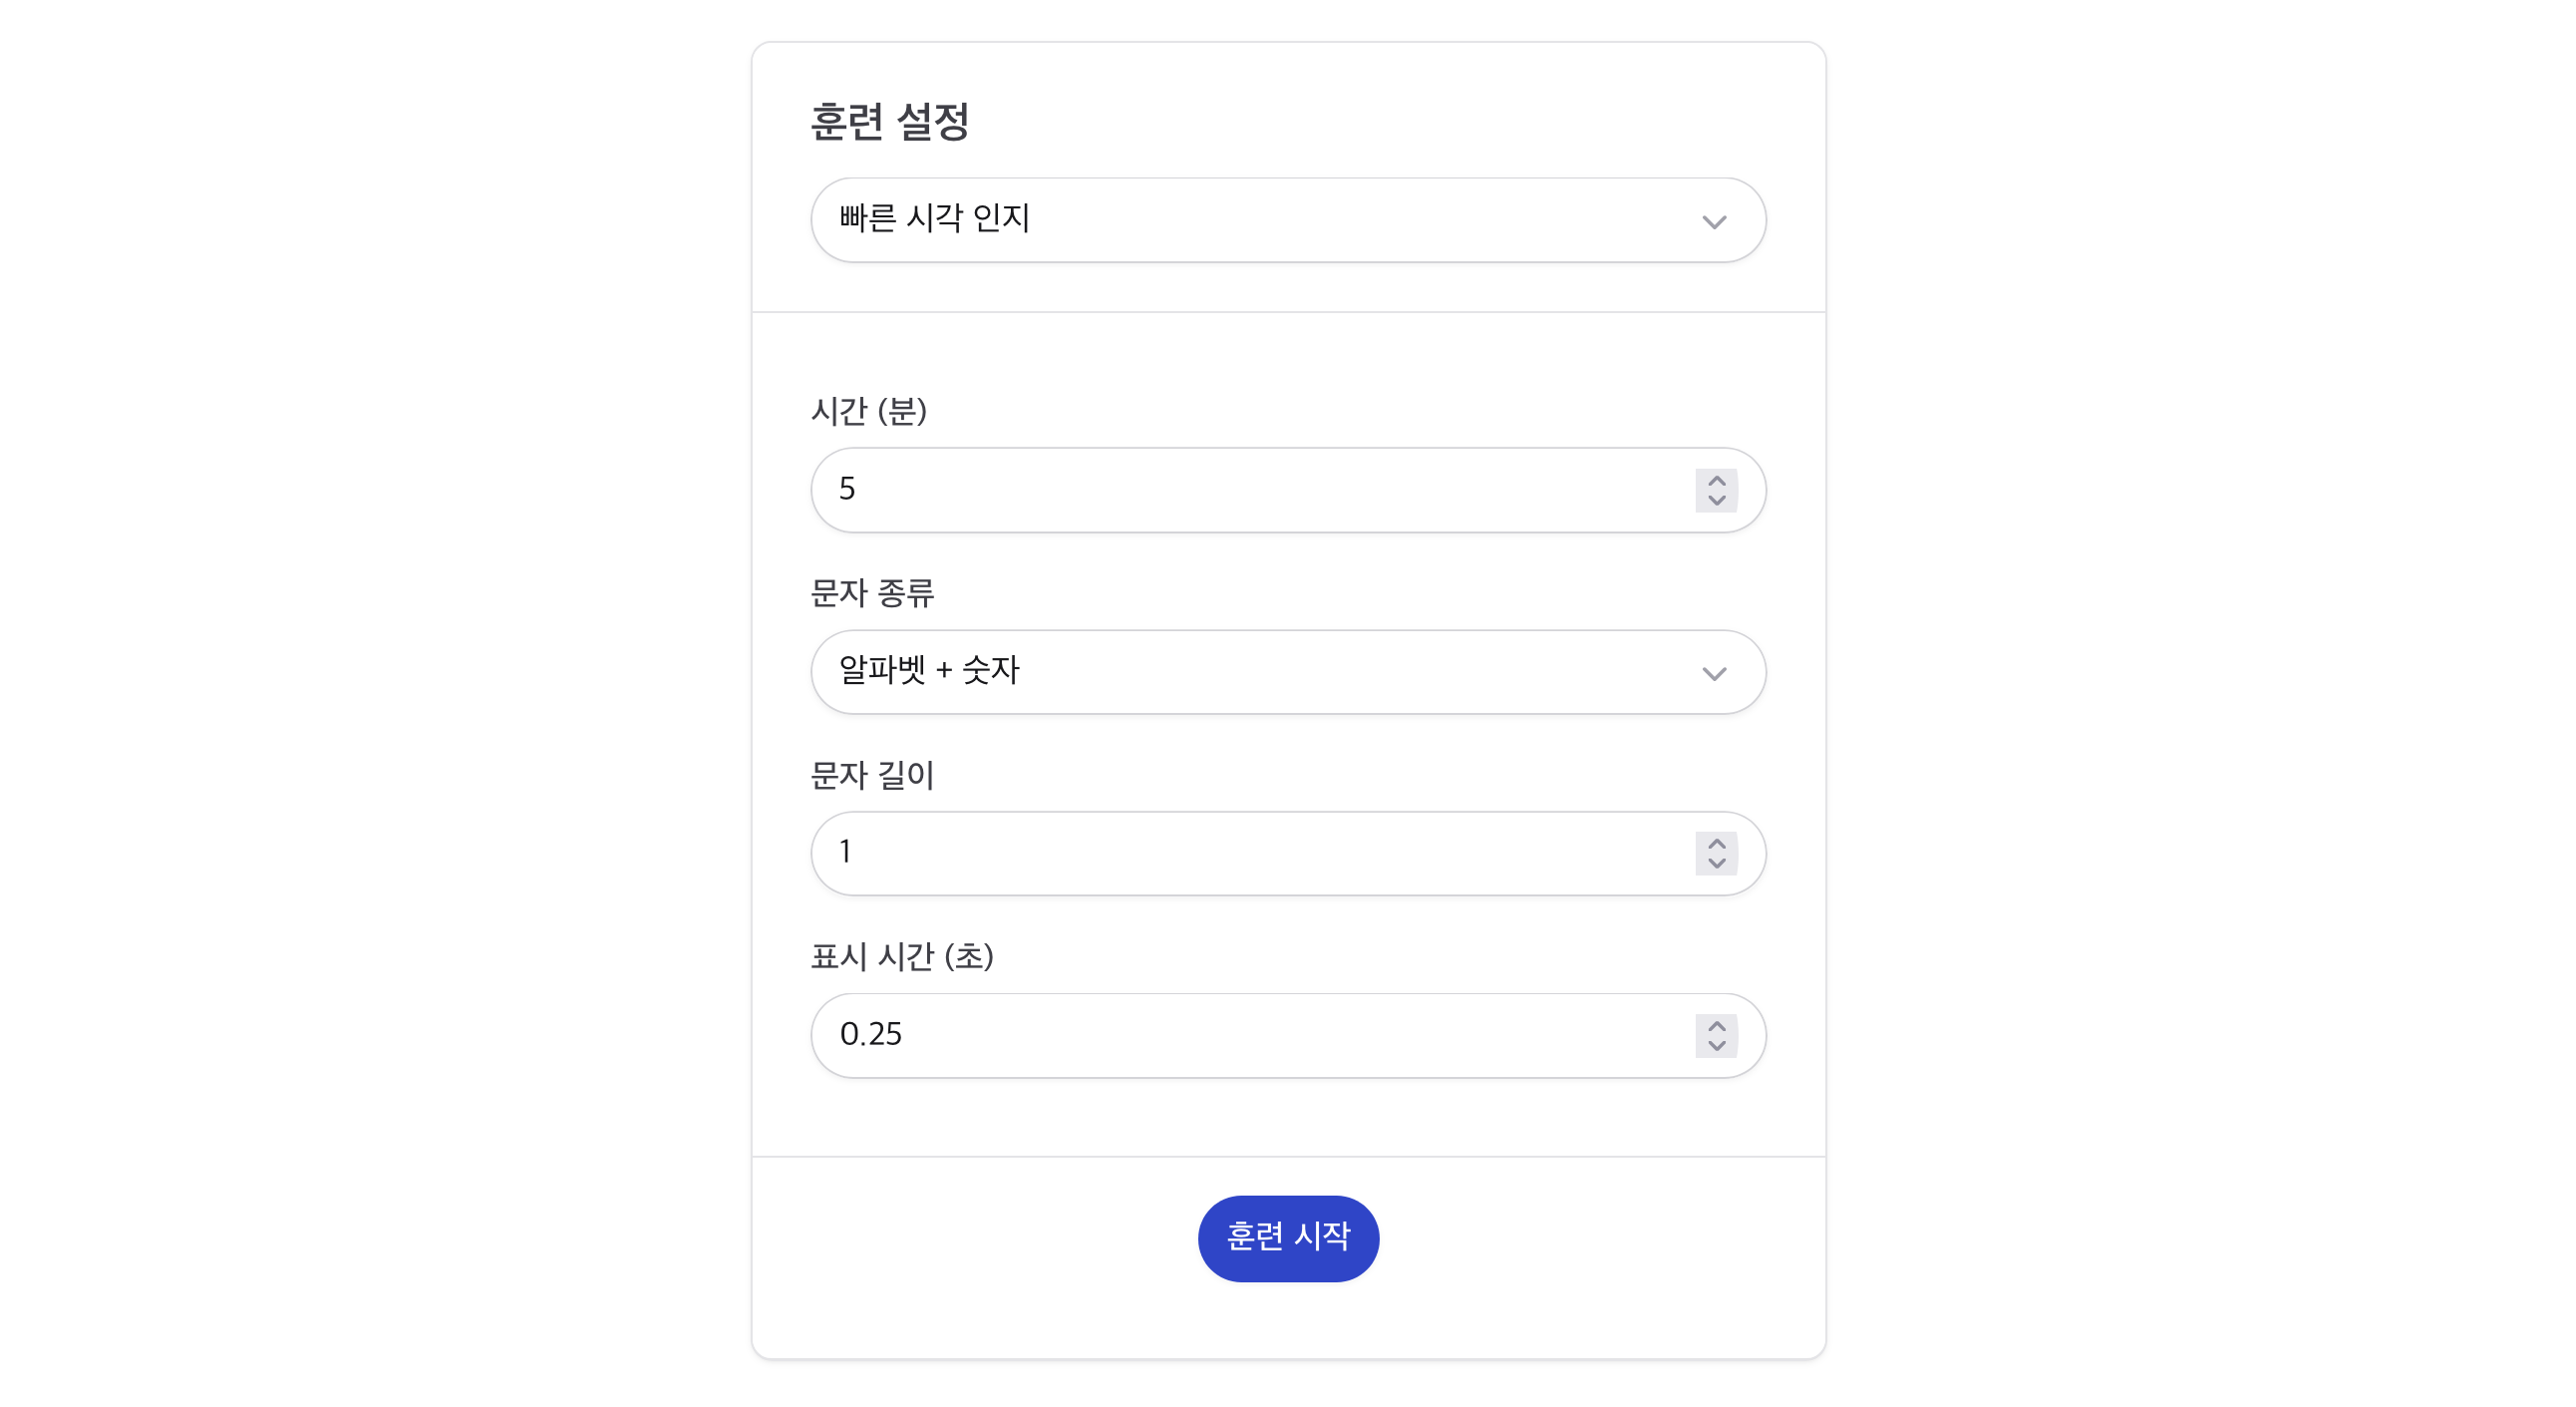 훈련 설정
빠른 시각 인지
시간 (분)
5
문자 종류
알파벳 + 숫자
문자 길이
1
표시 시간 (초)
0.25
훈련 시작